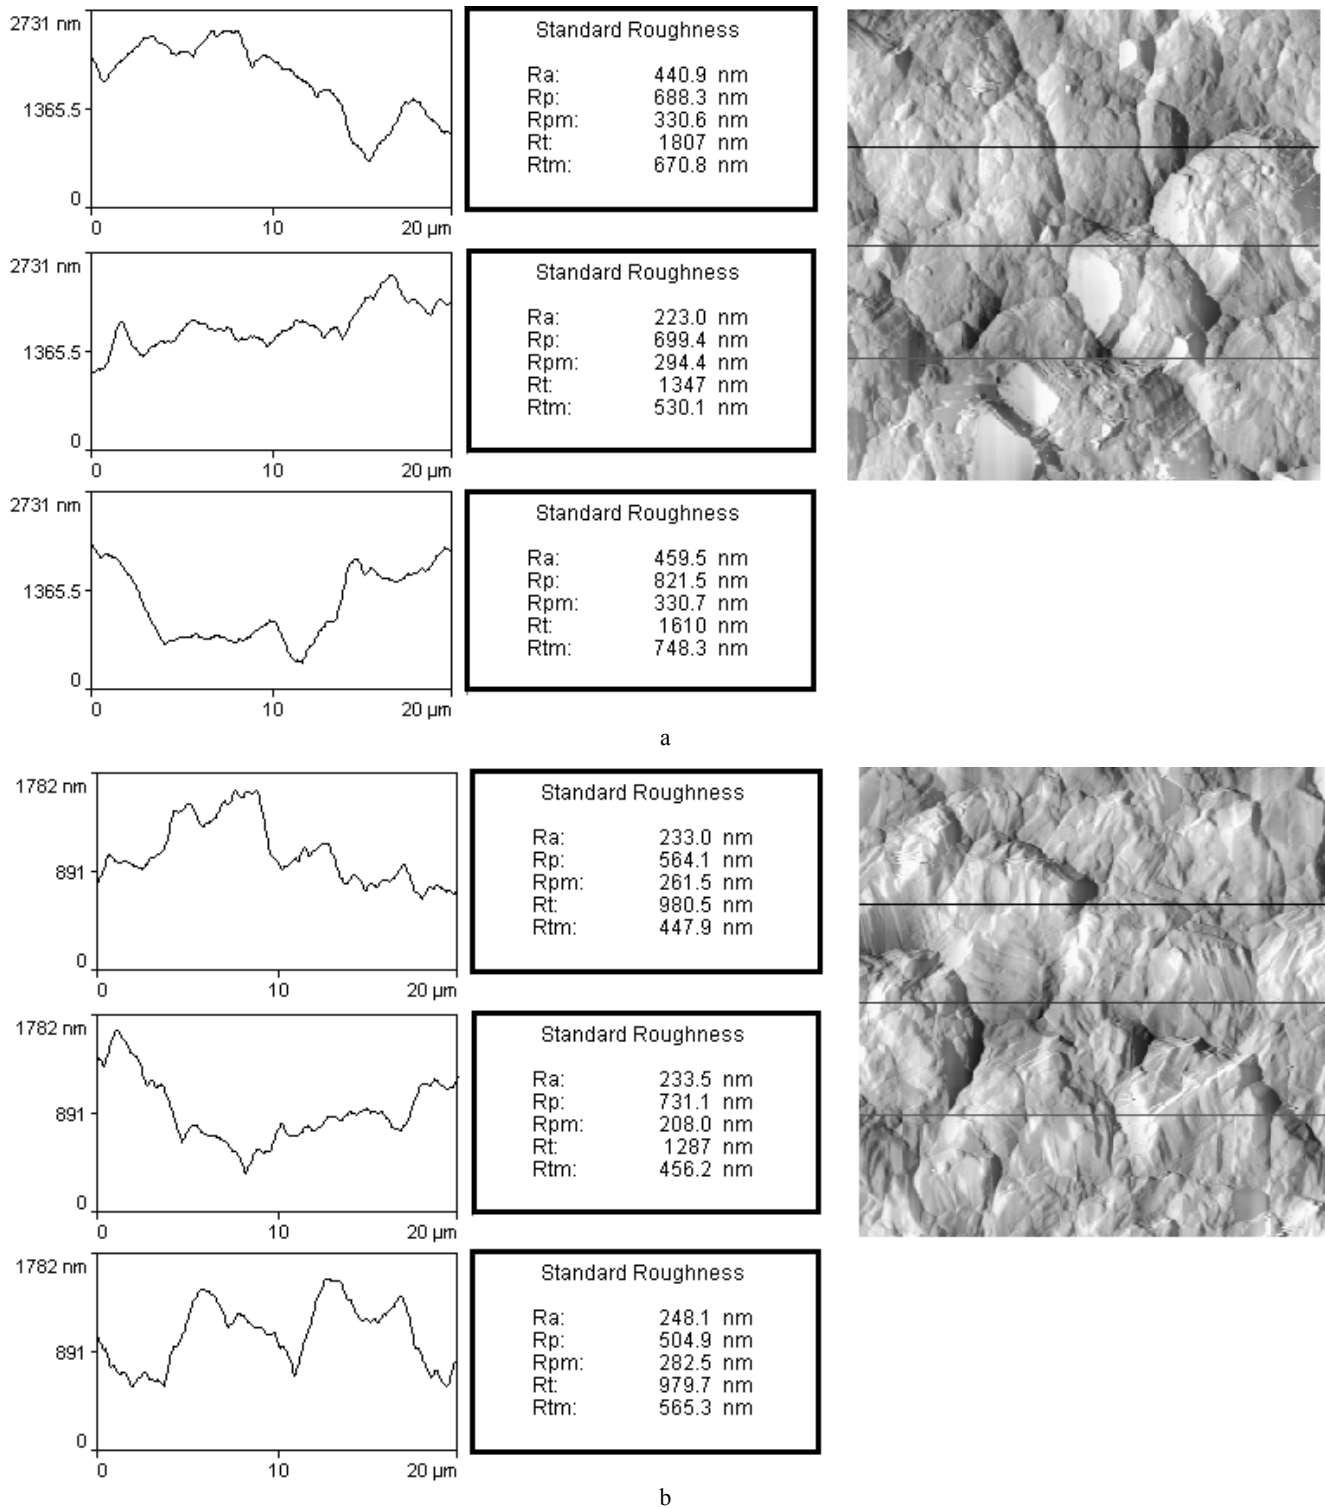 2731 nm
1365.5
0
0 10 20 µm
Standard Roughness
Ra: 440.9 nm
Rp: 688.3 nm
Rpm: 330.6 nm
Rt: 1807 nm
Rtm: 670.8 nm
2731 nm
1365.5
0
0 10 20 µm
Standard Roughness
Ra: 223.0 nm
Rp: 699.4 nm
Rpm: 294.4 nm
Rt: 1347 nm
Rtm: 530.1 nm
2731 nm
1365.5
0
0 10 20 µm
Standard Roughness
Ra: 459.5 nm
Rp: 821.5 nm
Rpm: 330.7 nm
Rt: 1610 nm
Rtm: 748.3 nm
a
1782 nm
891
0
0 10 20 µm
Standard Roughness
Ra: 233.0 nm
Rp: 564.1 nm
Rpm: 261.5 nm
Rt: 980.5 nm
Rtm: 447.9 nm
1782 nm
891
0
0 10 20 µm
Standard Roughness
Ra: 233.5 nm
Rp: 731.1 nm
Rpm: 208.0 nm
Rt: 1287 nm
Rtm: 456.2 nm
1782 nm
891
0
0 10 20 µm
Standard Roughness
Ra: 248.1 nm
Rp: 504.9 nm
Rpm: 282.5 nm
Rt: 979.7 nm
Rtm: 565.3 nm
b